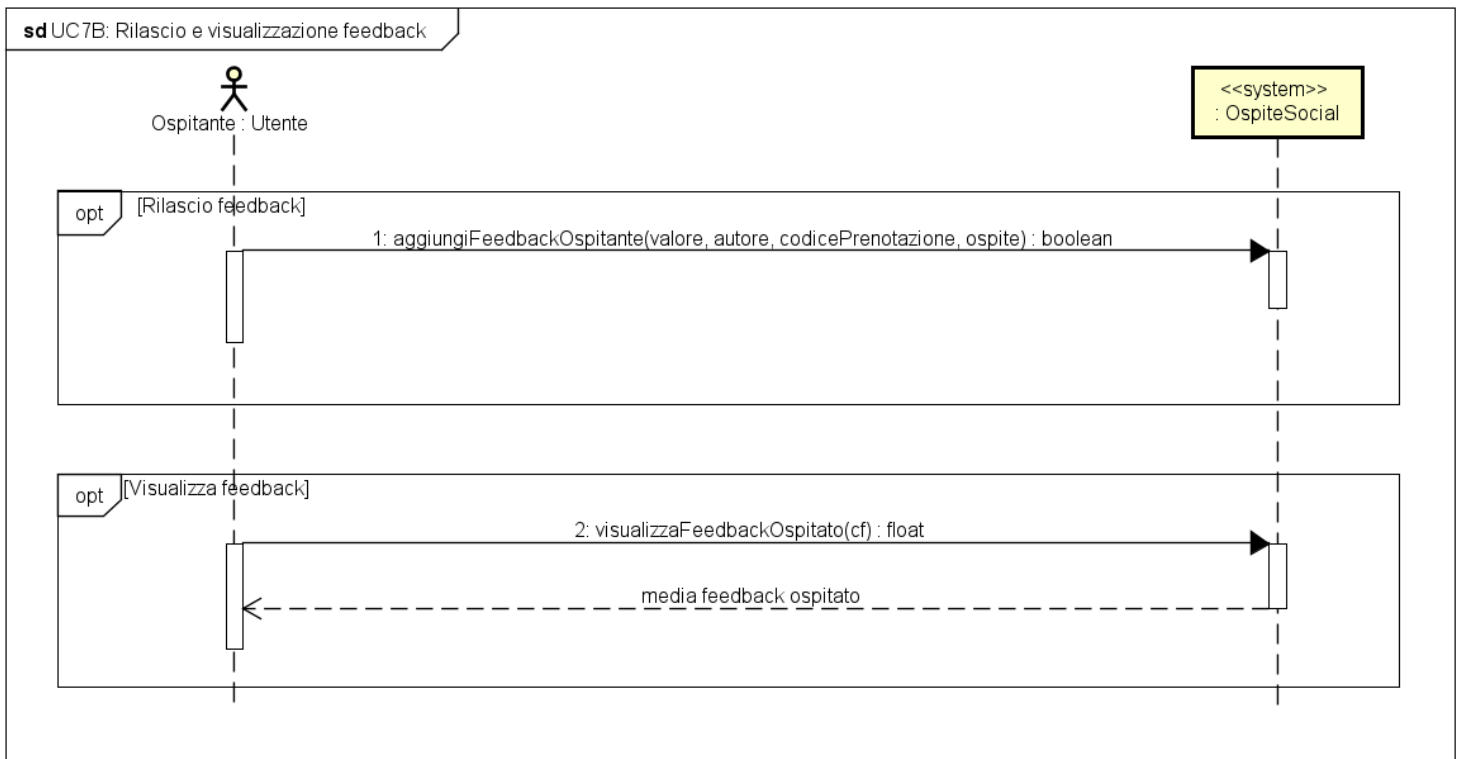 sd UC7B: Rilascio e visualizzazione feedback
Ospitante : Utente
<<system>>
: OspiteSocial
opt
[Rilascio feedback]
1: aggiungiFeedbackOspitante(valore, autore, codicePrenotazione, ospite) : boolean
opt
[Visualizza feedback]
2: visualizzaFeedbackOspitato(cf) : float
media feedback ospitato